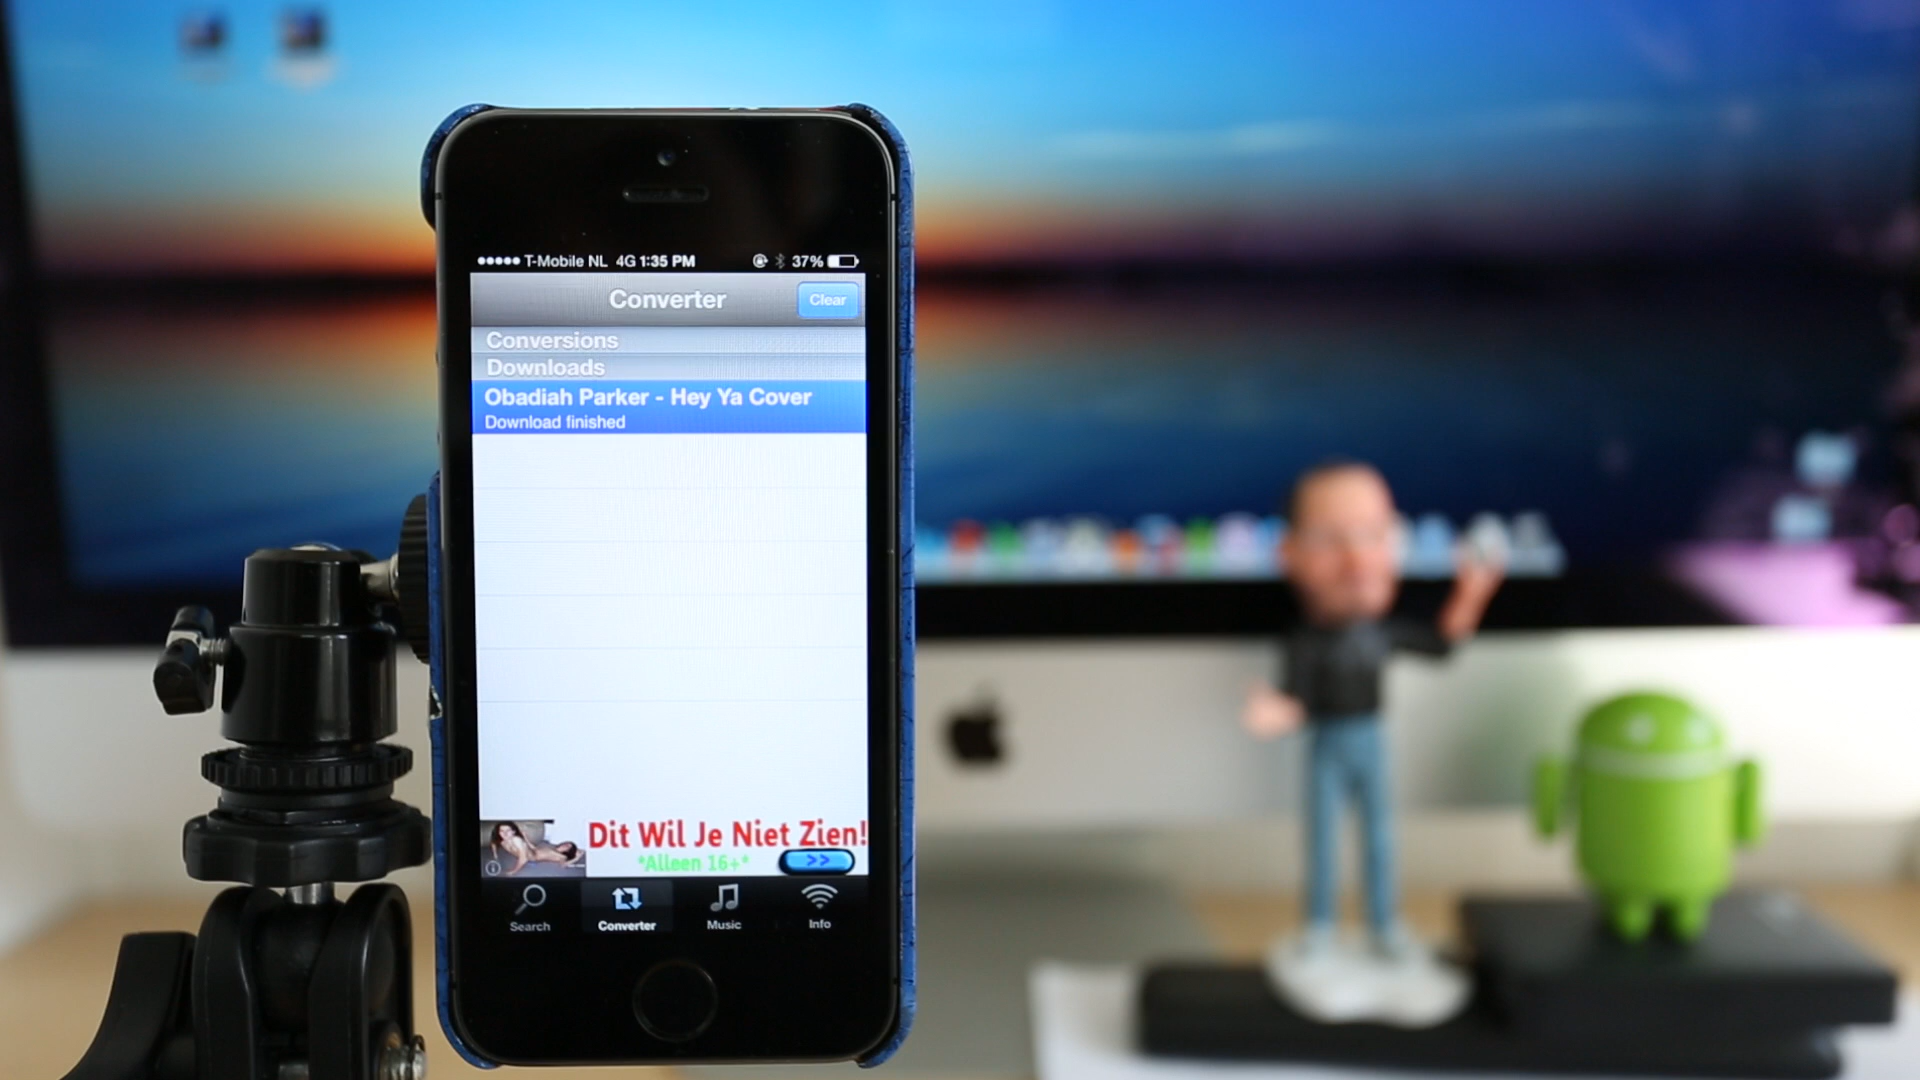 ●●●●● T-Mobile NL 4G 1:35 PM 37%
Converter
Clear
Conversions
Downloads
Obadiah Parker - Hey Ya Cover
Download finished
Dit Wil Je Niet Zien!
*Alleen 16+*
>>
Search
Converter
Music
Info